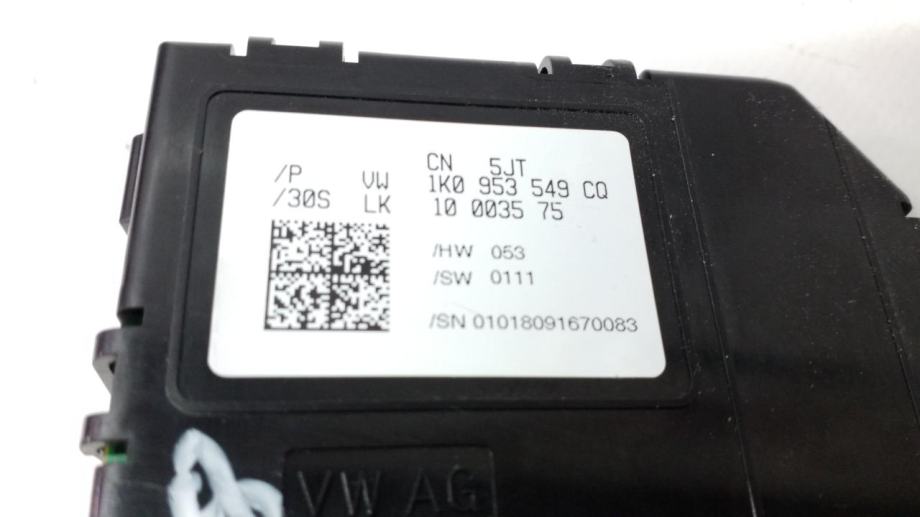 /P VW CN 5JT
/30S LK 1K0 953 549 CQ
10 0035 75
/HW 053
/SW 0111
/SN 01018091670083
VW AG